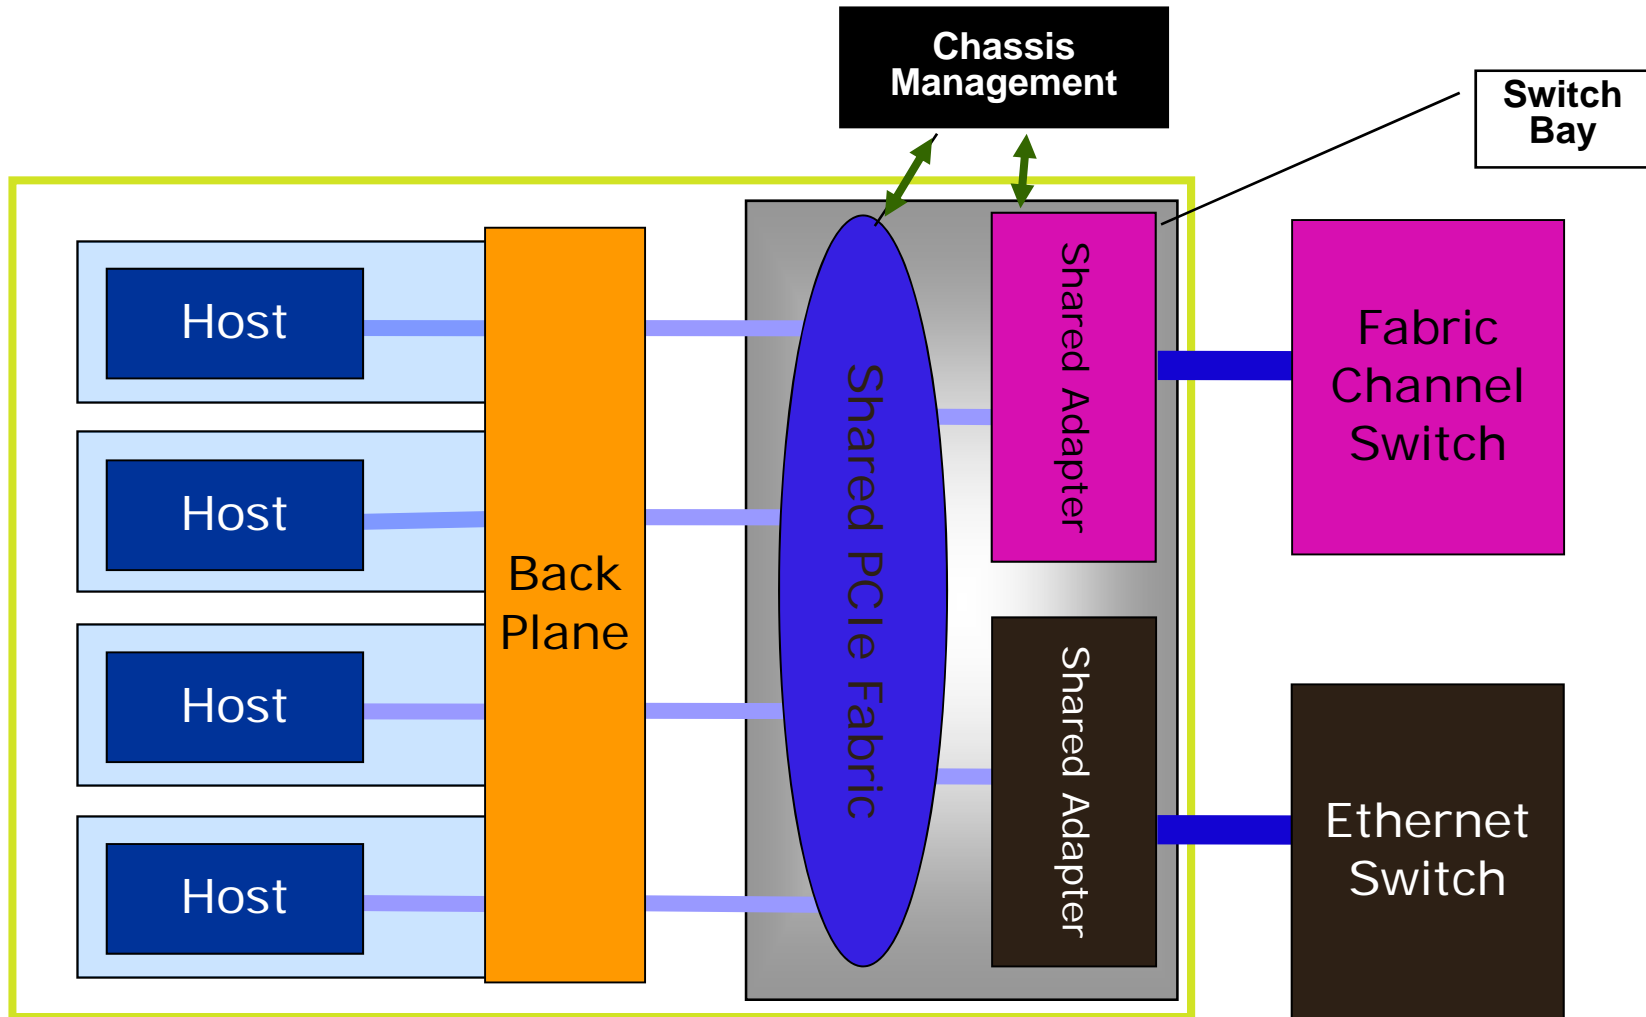 Chassis
Management
Switch
Bay
Host
Host
Host
Host
Back
Plane
Shared PCIe Fabric
Shared Adapter
Shared Adapter
Fabric
Channel
Switch
Ethernet
Switch